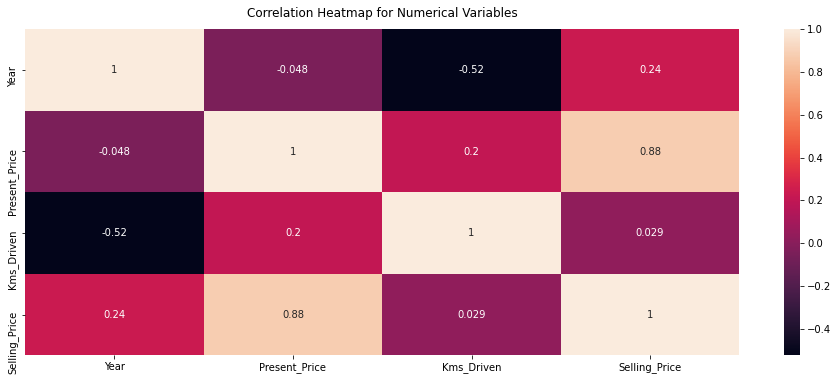 Correlation Heatmap for Numerical Variables
Year
1
-0.048
-0.52
0.24
Present_Price
-0.048
1
0.2
0.88
Kms_Driven
-0.52
0.2
1
0.029
Selling_Price
0.24
0.88
0.029
1
Year
Present_Price
Kms_Driven
Selling_Price
1.0
0.8
0.6
0.4
0.2
0.0
−0.2
−0.4